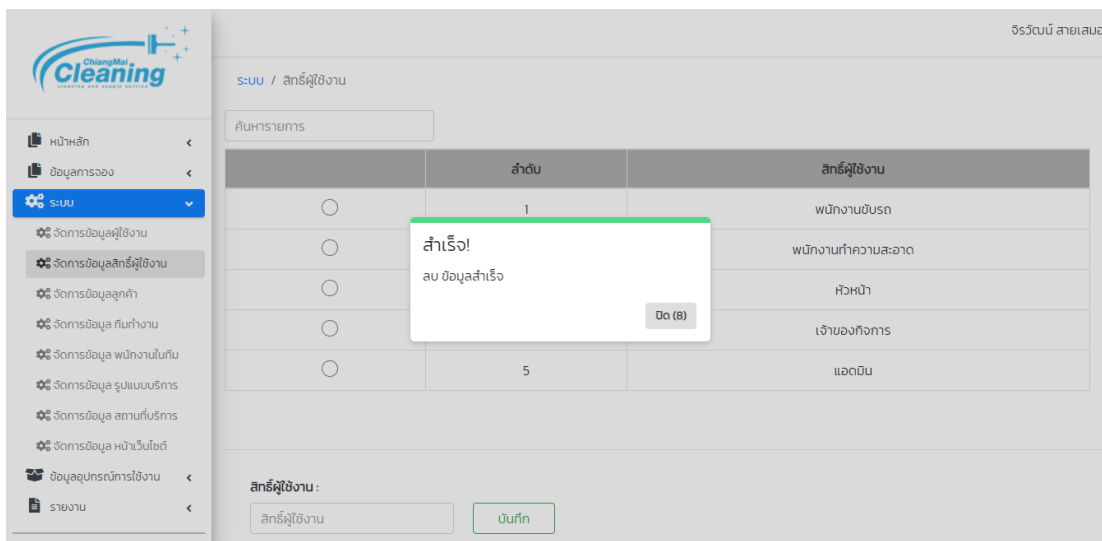 จิรวัฒน์ สายเสมอ
ChiangMai
Cleaning
cleaning and supply service
ระบบ / สิทธิ์ผู้ใช้งาน
ค้นหารายการ
หน้าหลัก
ข้อมูลการจอง
ระบบ
จัดการข้อมูลผู้ใช้งาน
จัดการข้อมูลสิทธิ์ผู้ใช้งาน
จัดการข้อมูลลูกค้า
จัดการข้อมูล ทีมทำงาน
จัดการข้อมูล พนักงานในทีม
จัดการข้อมูล รูปแบบบริการ
จัดการข้อมูล สถานที่บริการ
จัดการข้อมูล หน้าเว็บไซต์
ข้อมูลอุปกรณ์การใช้งาน
รายงาน
ลำดับ สิทธิ์ผู้ใช้งาน
1 พนักงานขับรถ
พนักงานทำความสะอาด
หัวหน้า
เจ้าของกิจการ
5 แอดมิน
สำเร็จ!
ลบ ข้อมูลสำเร็จ
ปิด (8)
สิทธิ์ผู้ใช้งาน :
สิทธิ์ผู้ใช้งาน บันทึก